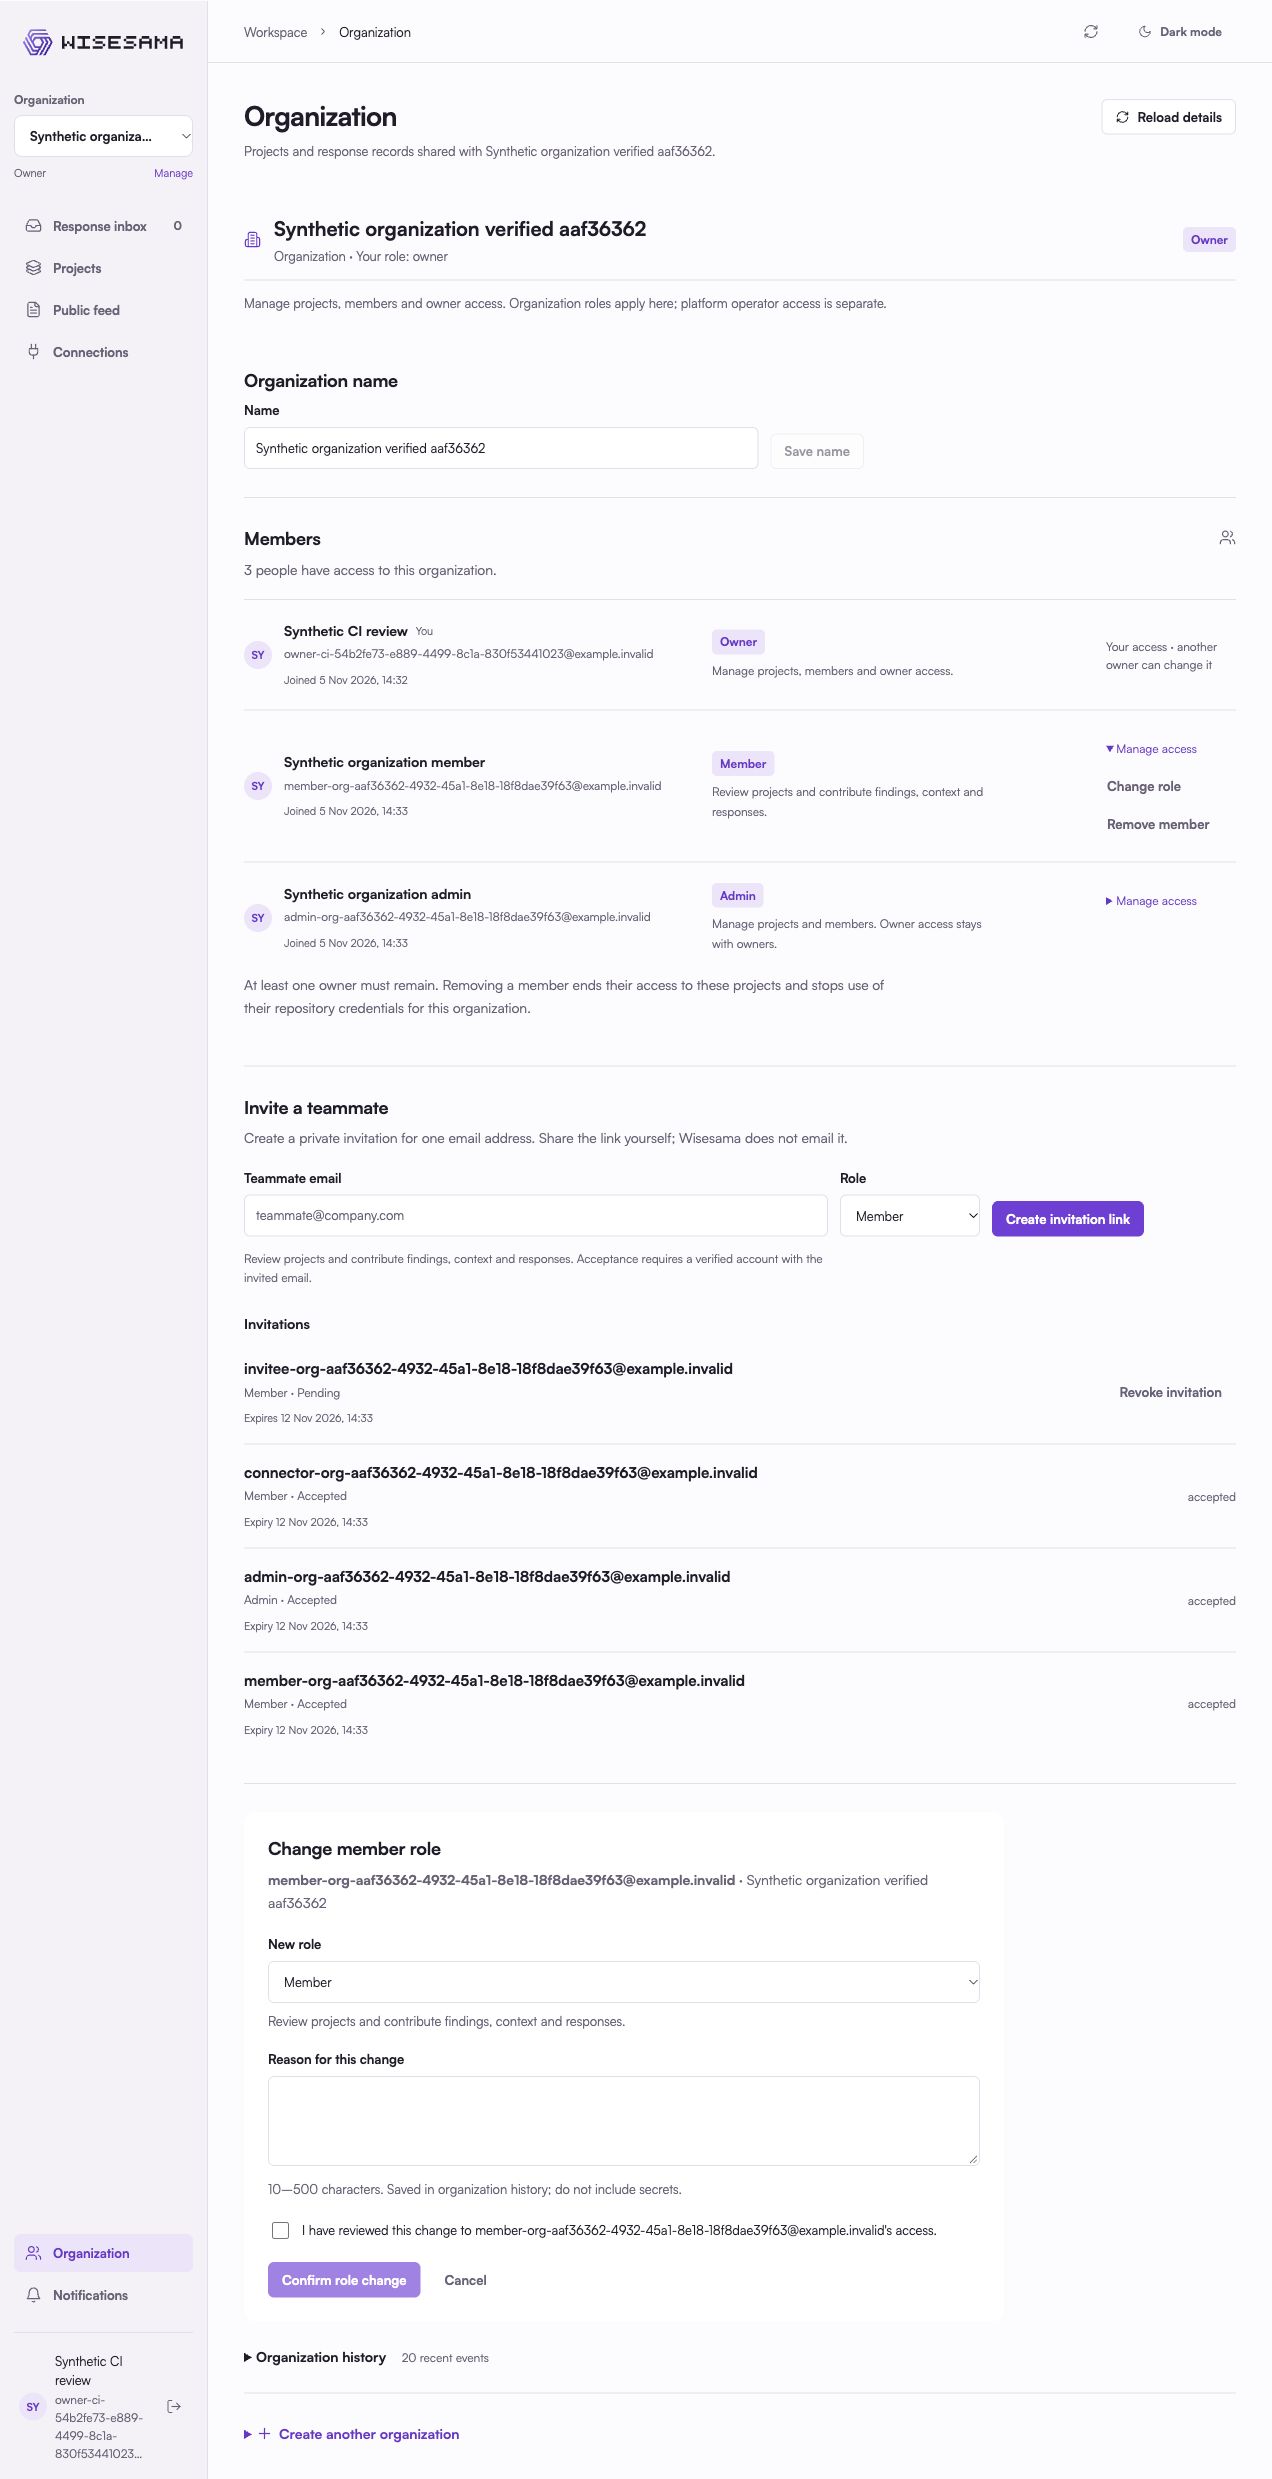 WISESAMA
Organization
Synthetic organiza...
Owner
Manage
Response inbox 0
Projects
Public feed
Connections
Workspace > Organization
Dark mode
Organization
Reload details
Projects and response records shared with Synthetic organization verified aaf36362.
Synthetic organization verified aaf36362
Organization · Your role: owner
Owner
Manage projects, members and owner access. Organization roles apply here; platform operator access is separate.
Organization name
Name
Synthetic organization verified aaf36362
Save name
Members
3 people have access to this organization.
SY
Synthetic CI review You
owner-ci-54b2fe73-e889-4499-8c1a-830f53441023@example.invalid
Joined 5 Nov 2026, 14:32
Owner
Manage projects, members and owner access.
Your access · another
owner can change it
SY
Synthetic organization member
member-org-aaf36362-4932-45a1-8e18-18f8dae39f63@example.invalid
Joined 5 Nov 2026, 14:33
Member
Review projects and contribute findings, context and
responses.
Manage access
Change role
Remove member
SY
Synthetic organization admin
admin-org-aaf36362-4932-45a1-8e18-18f8dae39f63@example.invalid
Joined 5 Nov 2026, 14:33
Admin
Manage projects and members. Owner access stays
with owners.
Manage access
At least one owner must remain. Removing a member ends their access to these projects and stops use of
their repository credentials for this organization.
Invite a teammate
Create a private invitation for one email address. Share the link yourself; Wisesama does not email it.
Teammate email
teammate@company.com
Role
Member
Create invitation link
Review projects and contribute findings, context and responses. Acceptance requires a verified account with the
invited email.
Invitations
invitee-org-aaf36362-4932-45a1-8e18-18f8dae39f63@example.invalid
Member · Pending
Expires 12 Nov 2026, 14:33
Revoke invitation
connector-org-aaf36362-4932-45a1-8e18-18f8dae39f63@example.invalid
Member · Accepted
Expiry 12 Nov 2026, 14:33
accepted
admin-org-aaf36362-4932-45a1-8e18-18f8dae39f63@example.invalid
Admin · Accepted
Expiry 12 Nov 2026, 14:33
accepted
member-org-aaf36362-4932-45a1-8e18-18f8dae39f63@example.invalid
Member · Accepted
Expiry 12 Nov 2026, 14:33
accepted
Change member role
member-org-aaf36362-4932-45a1-8e18-18f8dae39f63@example.invalid · Synthetic organization verified
aaf36362
New role
Member
Review projects and contribute findings, context and responses.
Reason for this change
10–500 characters. Saved in organization history; do not include secrets.
I have reviewed this change to member-org-aaf36362-4932-45a1-8e18-18f8dae39f63@example.invalid's access.
Confirm role change
Cancel
Organization history 20 recent events
+ Create another organization
Organization
Notifications
SY
Synthetic CI
review
owner-ci-
54b2fe73-e889-
4499-8c1a-
830f53441023...